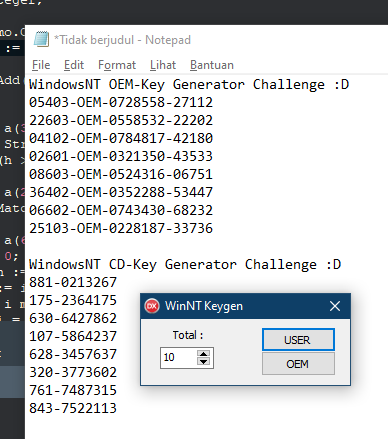 *Tidak berjudul - Notepad
File Edit Format Lihat Bantuan
WindowsNT OEM-Key Generator Challenge :D
05403-OEM-0728558-27112
22603-OEM-0558532-22202
04102-OEM-0784817-42180
02601-OEM-0321350-43533
08603-OEM-0524316-06751
36402-OEM-0352288-53447
06602-OEM-0743430-68232
25103-OEM-0228187-33736
WindowsNT CD-Key Generator Challenge :D
881-0213267
175-2364175
630-6427862
107-5864237
628-3457637
320-3773602
761-7487315
843-7522113
DX WinNT Keygen
Total :
10
USER
OEM